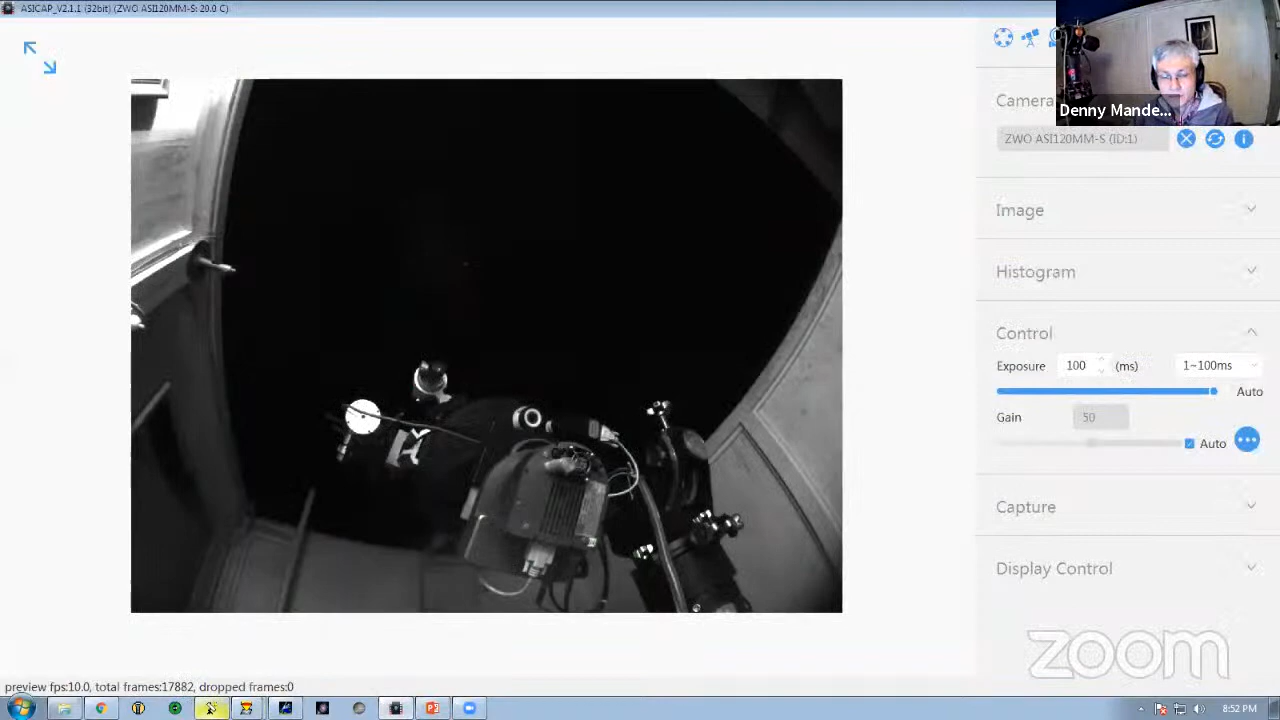 ASICAP_V2.1.1 (32bit) (ZWO ASI120MM-S: 20.0 C)
Denny Mande...
Camera
ZWO ASI120MM-S (ID:1)
Image
Histogram
Control
Exposure 100 (ms) 1~100ms
Auto
Gain 50
Auto
Capture
Display Control
zoom
preview fps:10.0, total frames:17882, dropped frames:0
8:52 PM